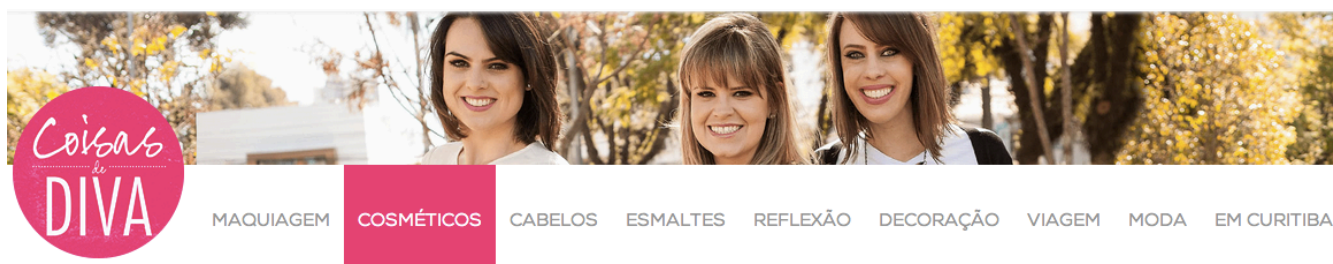 Coisas
de
DIVA
MAQUIAGEM COSMÉTICOS CABELOS ESMALTES REFLEXÃO DECORAÇÃO VIAGEM MODA EM CURITIBA